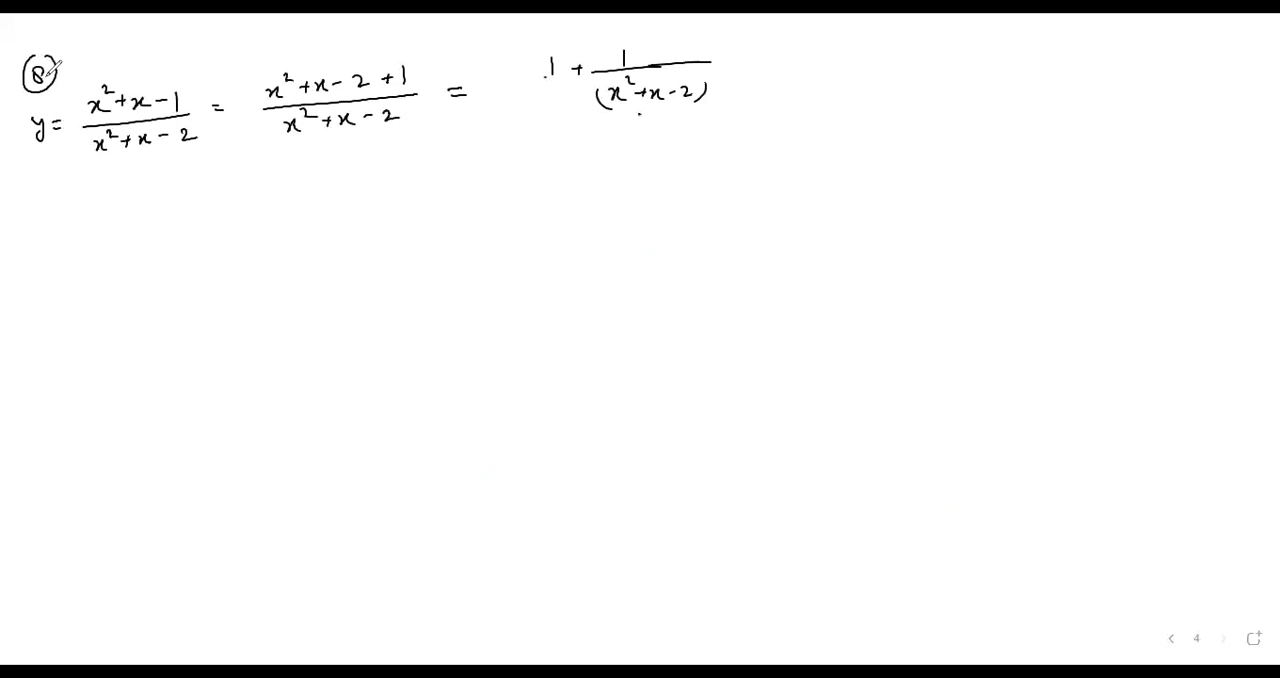 (8)
y = x²+x-1 / x²+x-2 = x²+x-2+1 / x²+x-2 = 1 + 1 / (x²+x-2)
< 4 >